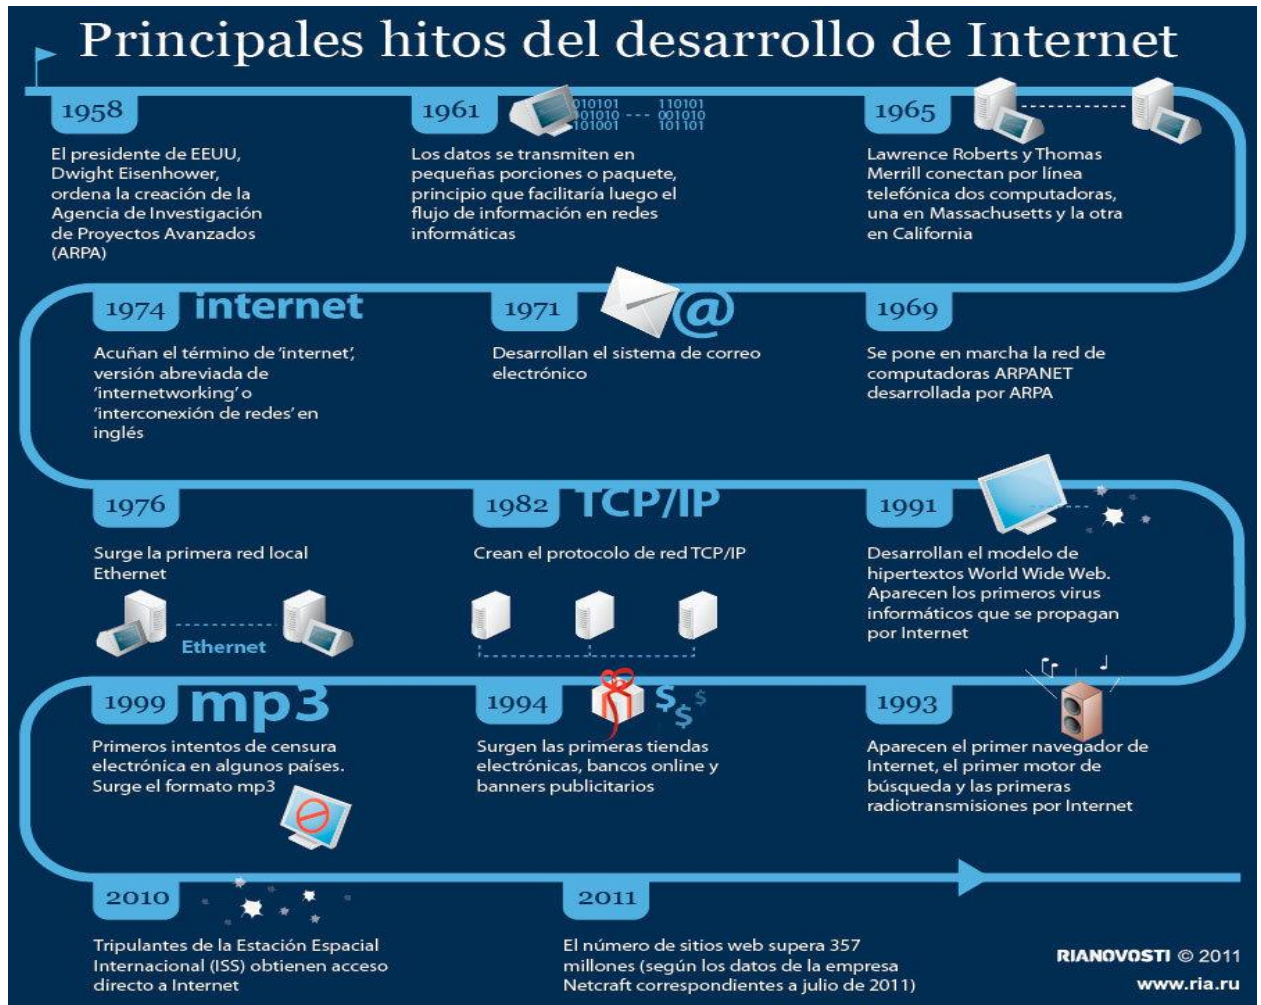 Principales hitos del desarrollo de Internet
1958
El presidente de EEUU,
Dwight Eisenhower,
ordena la creación de la
Agencia de Investigación
de Proyectos Avanzados
(ARPA)
1961
010101 110101
001010 --- 001010
101001 101101
Los datos se transmiten en
pequeñas porciones o paquete,
principio que facilitaría luego el
flujo de información en redes
informáticas
1965
Lawrence Roberts y Thomas
Merrill conectan por línea
telefónica dos computadoras,
una en Massachusetts y la otra
en California
1969
Se pone en marcha la red de
computadoras ARPANET
desarrollada por ARPA
1971
@
Desarrollan el sistema de correo
electrónico
1974 internet
Acuñan el término de 'internet',
versión abreviada de
'internetworking' o
'interconexión de redes' en
inglés
1976
Surge la primera red local
Ethernet
Ethernet
1982 TCP/IP
Crean el protocolo de red TCP/IP
1991
Desarrollan el modelo de
hipertextos World Wide Web.
Aparecen los primeros virus
informáticos que se propagan
por Internet
1993
Aparecen el primer navegador de
Internet, el primer motor de
búsqueda y las primeras
radiotransmisiones por Internet
1994
$ $ $
Surgen las primeras tiendas
electrónicas, bancos online y
banners publicitarios
1999 mp3
Primeros intentos de censura
electrónica en algunos países.
Surge el formato mp3
2010
Tripulantes de la Estación Espacial
Internacional (ISS) obtienen acceso
directo a Internet
2011
El número de sitios web supera 357
millones (según los datos de la empresa
Netcraft correspondientes a julio de 2011)
RIANOVOSTI © 2011
www.ria.ru